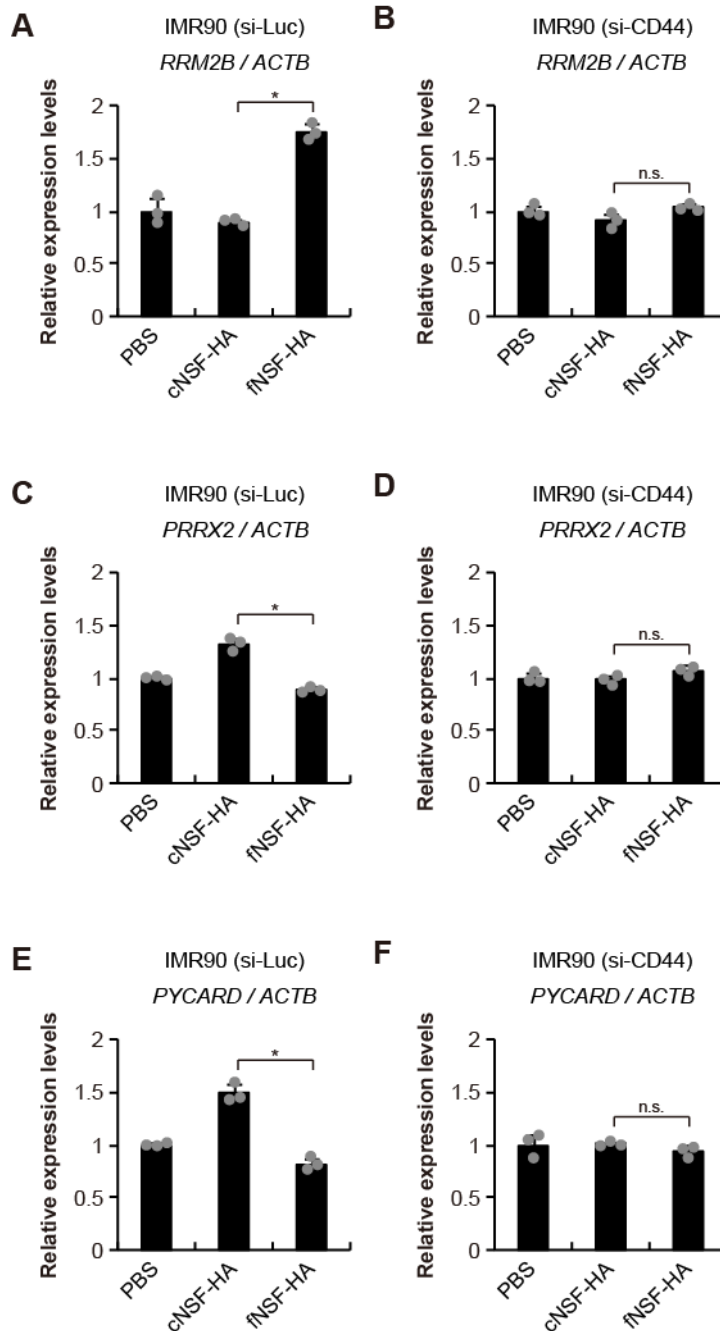 A
IMR90 (si-Luc)
RRM2B / ACTB
Relative expression levels
2
1.5
1
0.5
0
*
PBS
cNSF-HA
fNSF-HA
B
IMR90 (si-CD44)
RRM2B / ACTB
Relative expression levels
2
1.5
1
0.5
0
n.s.
PBS
cNSF-HA
fNSF-HA
C
IMR90 (si-Luc)
PRRX2 / ACTB
Relative expression levels
2
1.5
1
0.5
0
*
PBS
cNSF-HA
fNSF-HA
D
IMR90 (si-CD44)
PRRX2 / ACTB
Relative expression levels
2
1.5
1
0.5
0
n.s.
PBS
cNSF-HA
fNSF-HA
E
IMR90 (si-Luc)
PYCARD / ACTB
Relative expression levels
2
1.5
1
0.5
0
*
PBS
cNSF-HA
fNSF-HA
F
IMR90 (si-CD44)
PYCARD / ACTB
Relative expression levels
2
1.5
1
0.5
0
n.s.
PBS
cNSF-HA
fNSF-HA